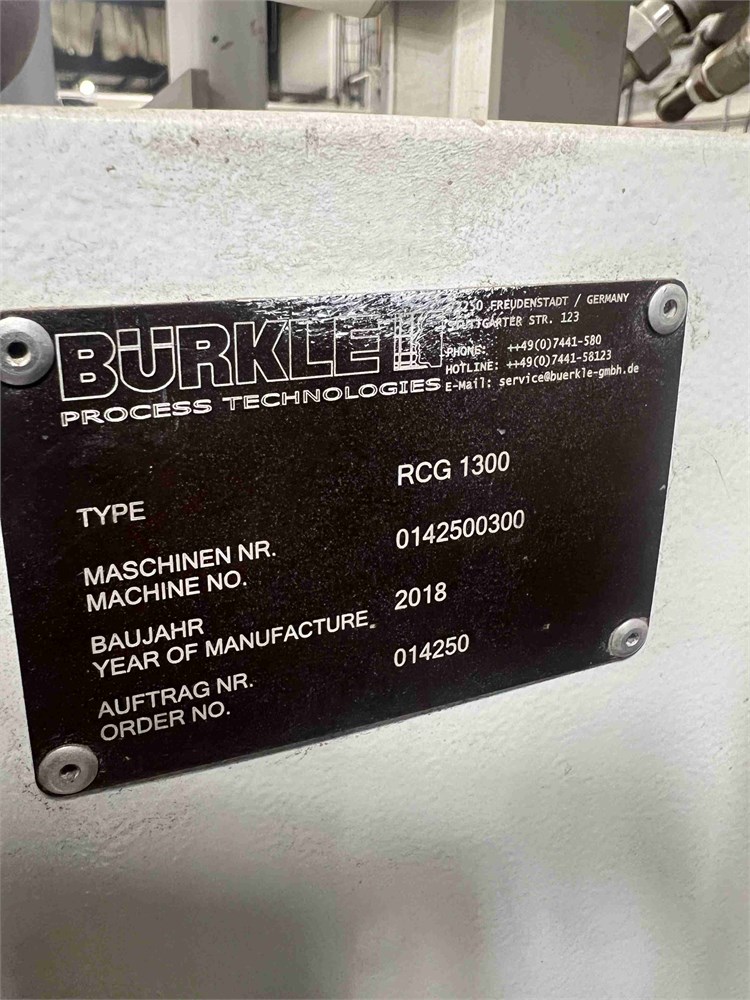 BÜRKLE
PROCESS TECHNOLOGIES
FREUDENSTADT / GERMANY
STUTTGARTER STR. 123
PHONE: ++49(0)7441-580
HOTLINE: ++49(0)7441-58123
E-Mail: service@buerkle-gmbh.de
TYPE RCG 1300
MASCHINEN NR.
MACHINE NO. 0142500300
BAUJAHR
YEAR OF MANUFACTURE 2018
AUFTRAG NR.
ORDER NO. 014250